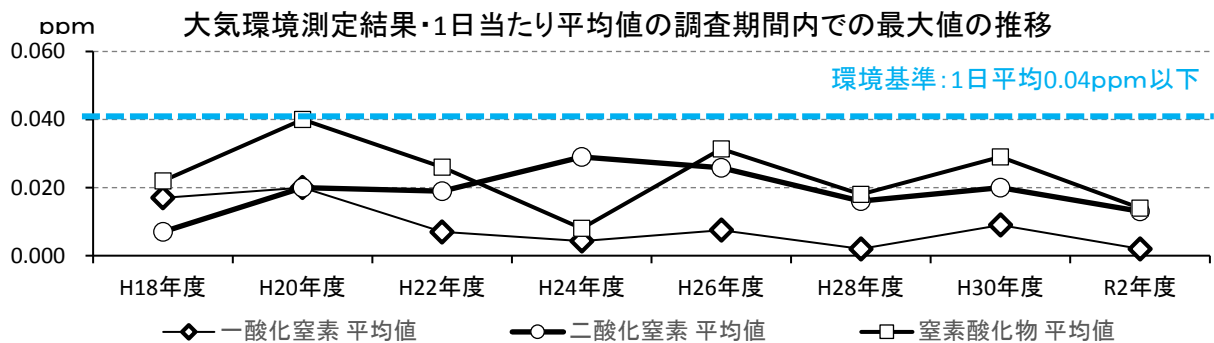 大気環境測定結果・1日当たり平均値の調査期間内での最大値の推移
ppm
0.060
環境基準：1日平均0.04ppm以下
0.040
0.020
0.000
H18年度 H20年度 H22年度 H24年度 H26年度 H28年度 H30年度 R2年度
一酸化窒素 平均値 二酸化窒素 平均値 窒素酸化物 平均値